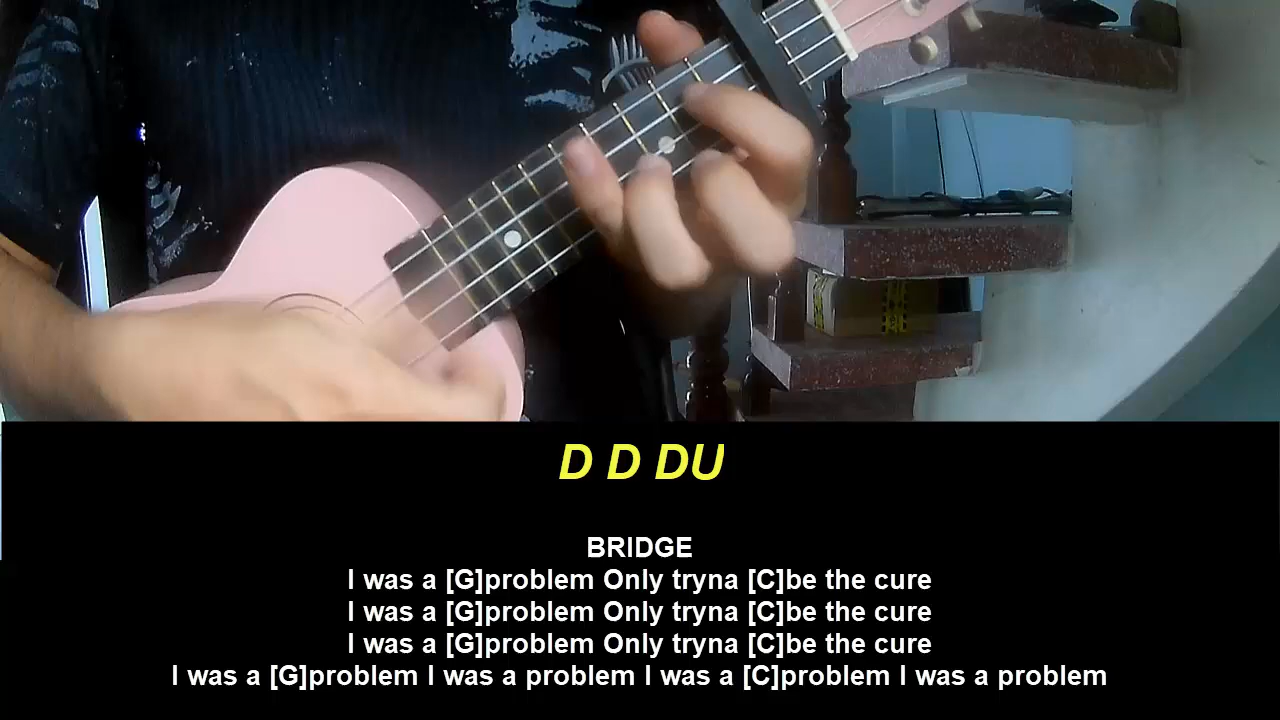 D D DU
BRIDGE
I was a [G]problem Only tryna [C]be the cure
I was a [G]problem Only tryna [C]be the cure
I was a [G]problem Only tryna [C]be the cure
I was a [G]problem I was a problem I was a [C]problem I was a problem